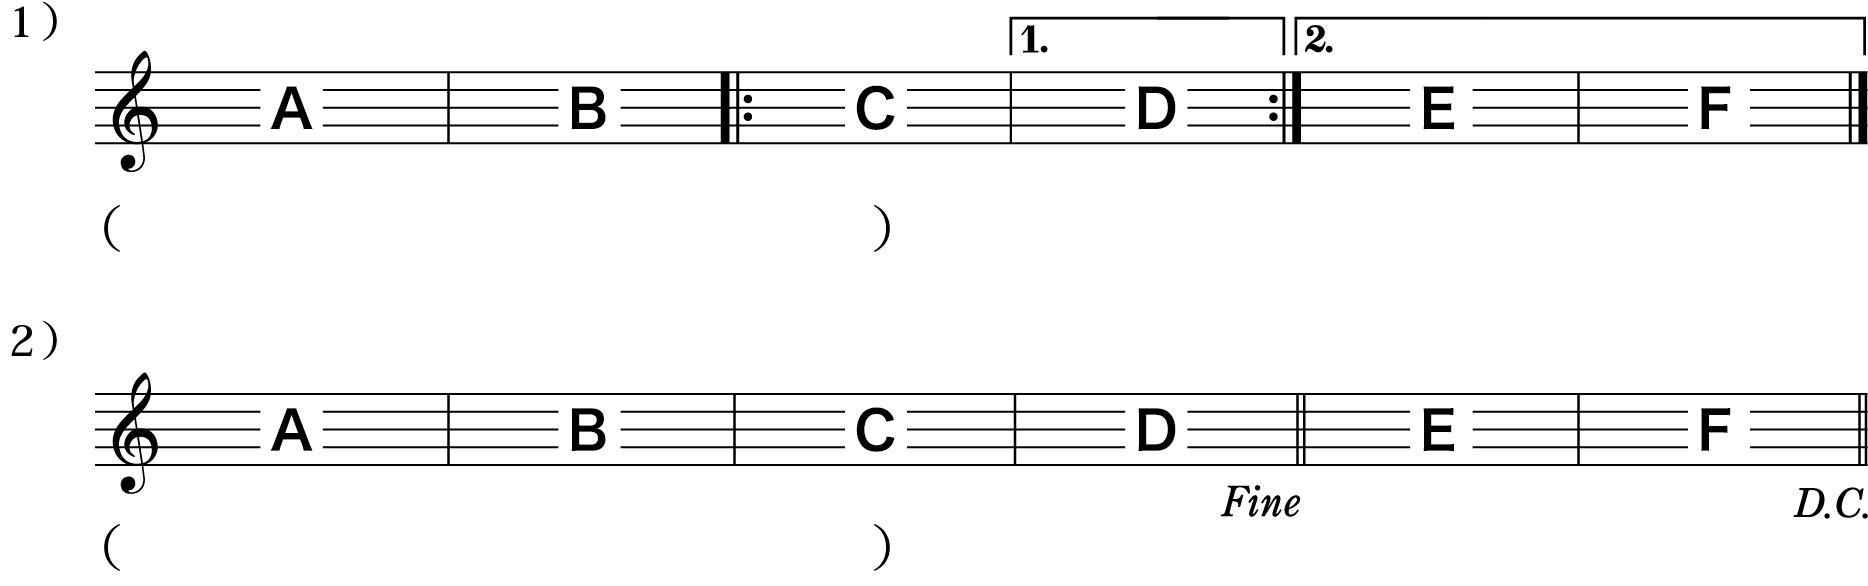 1)
1. 2.
A B C D E F
( )
2)
A B C D E F
Fine D.C.
( )